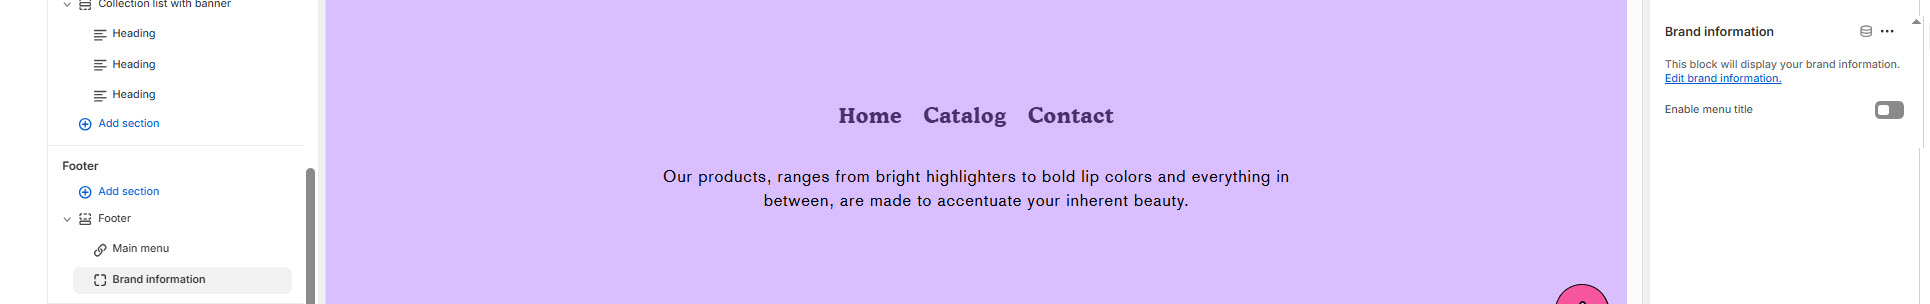 Collection list with banner
Heading
Heading
Heading
Add section
Footer
Add section
Footer
Main menu
Brand information
Home Catalog Contact
Our products, ranges from bright highlighters to bold lip colors and everything in
between, are made to accentuate your inherent beauty.
Brand information
This block will display your brand information.
Edit brand information.
Enable menu title